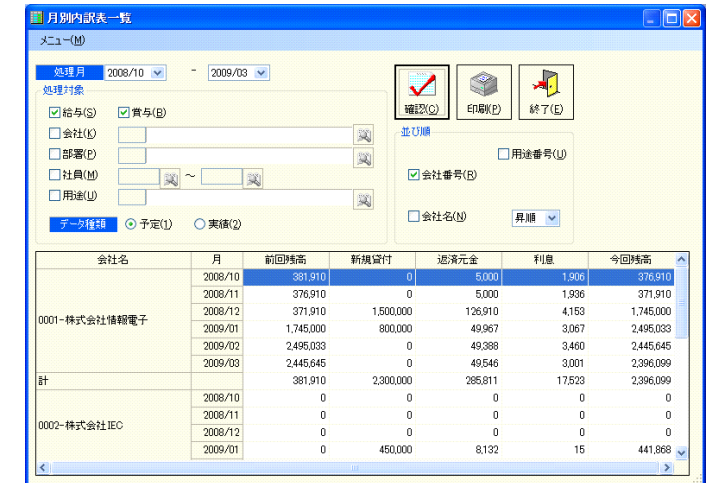 月別内訳表一覧
メニュー(M)
処理月 2008/10 - 2009/03
処理対象
給与(S) 賞与(B)
会社(K)
部署(P)
社員(M) ～
用途(U)
データ種類 予定(1) 実績(2)
確認(C) 印刷(P) 終了(E)
並び順
用途番号(U)
会社番号(R)
会社名(N) 昇順
会社名 月 前回残高 新規貸付 返済元金 利息 今回残高
2008/10 381,910 0 5,000 1,906 376,910
2008/11 376,910 0 5,000 1,936 371,910
2008/12 371,910 1,500,000 126,910 4,153 1,745,000
0001-株式会社情報電子
2009/01 1,745,000 800,000 49,967 3,067 2,495,033
2009/02 2,495,033 0 49,388 3,460 2,445,645
2009/03 2,445,645 0 49,546 3,001 2,396,099
計 381,910 2,300,000 285,811 17,523 2,396,099
2008/10 0 0 0 0 0
2008/11 0 0 0 0 0
0002-株式会社IEC
2008/12 0 0 0 0 0
2009/01 0 450,000 8,132 15 441,868